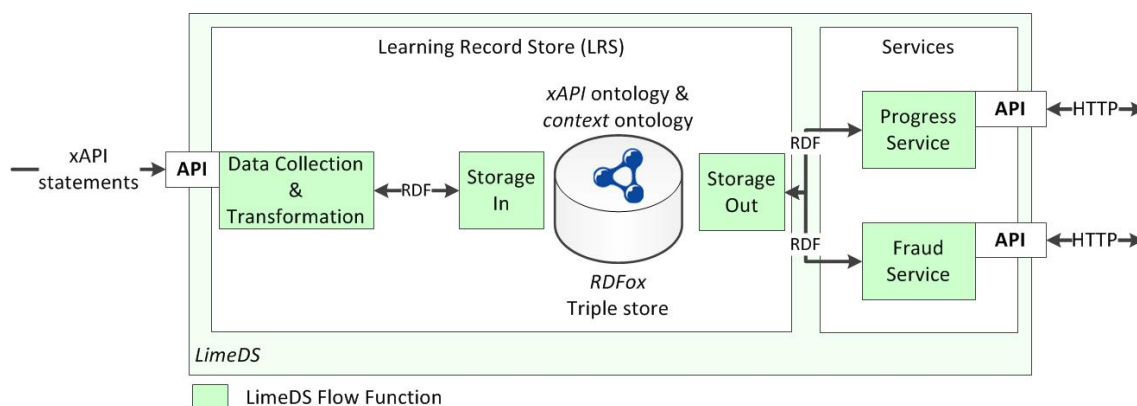 Learning Record Store (LRS)
Services
xAPI ontology &
context ontology
xAPI
statements
API
Data Collection
&
Transformation
RDF
Storage
In
Storage
Out
RDF
RDF
Progress
Service
API
HTTP
Fraud
Service
API
HTTP
RDFox
Triple store
LimeDS
LimeDS Flow Function